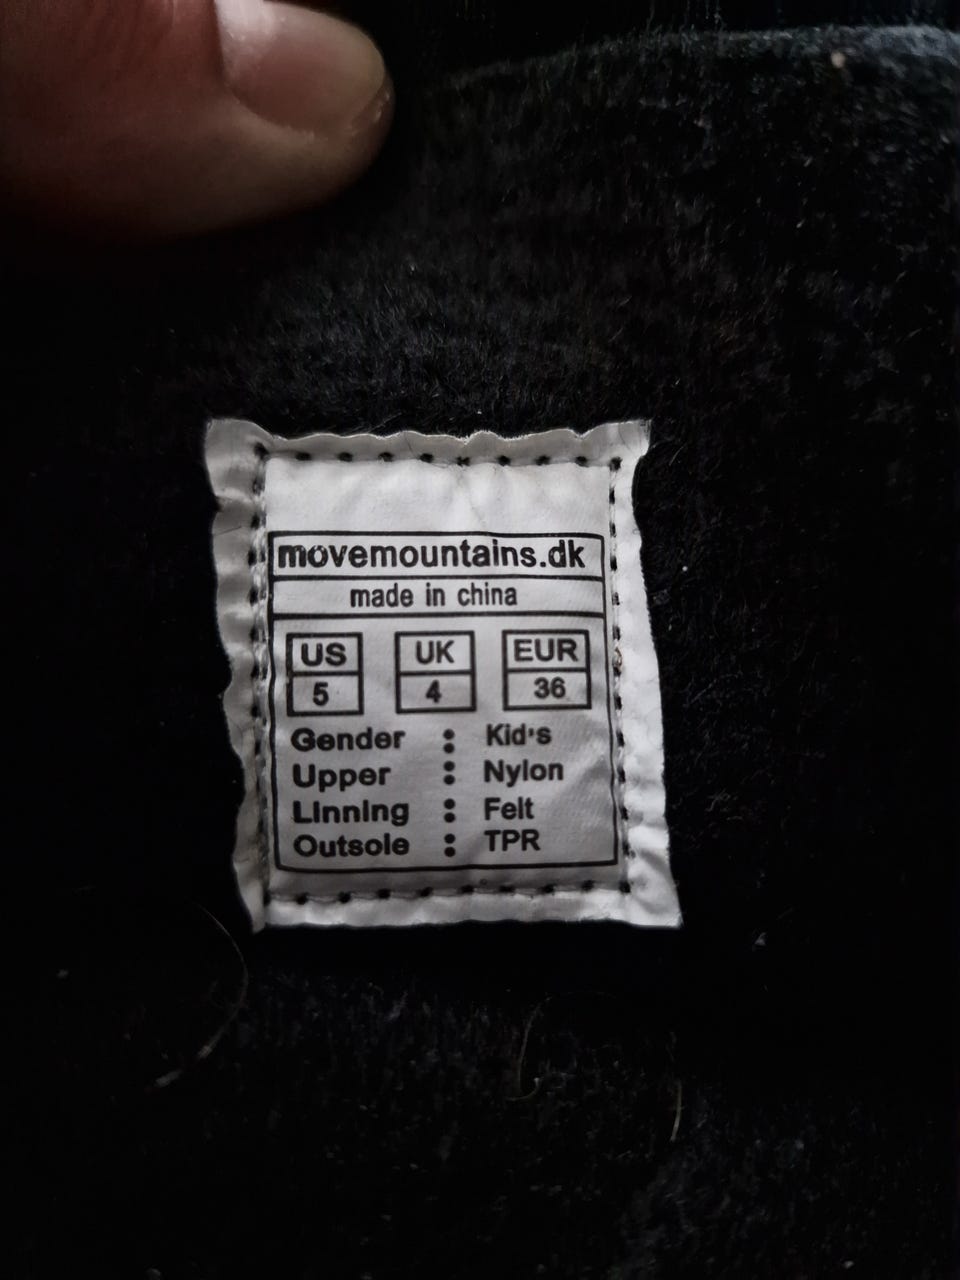 movemountains.dk
made in china
US UK EUR
5 4 36
Gender : Kid's
Upper : Nylon
Linning : Felt
Outsole : TPR